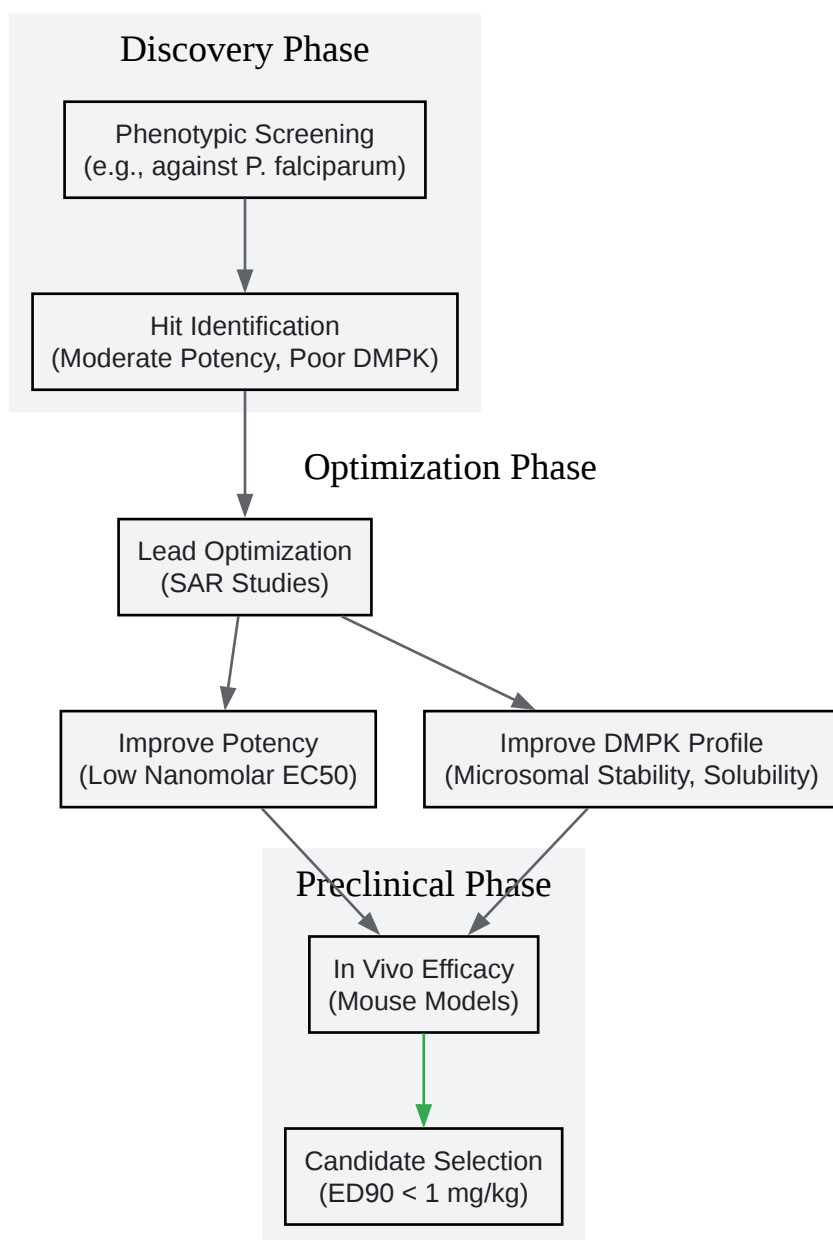 Discovery Phase
Phenotypic Screening
(e.g., against P. falciparum)
Hit Identification
(Moderate Potency, Poor DMPK)
Optimization Phase
Lead Optimization
(SAR Studies)
Improve Potency
(Low Nanomolar EC50)
Improve DMPK Profile
(Microsomal Stability, Solubility)
Preclinical Phase
In Vivo Efficacy
(Mouse Models)
Candidate Selection
(ED90 < 1 mg/kg)